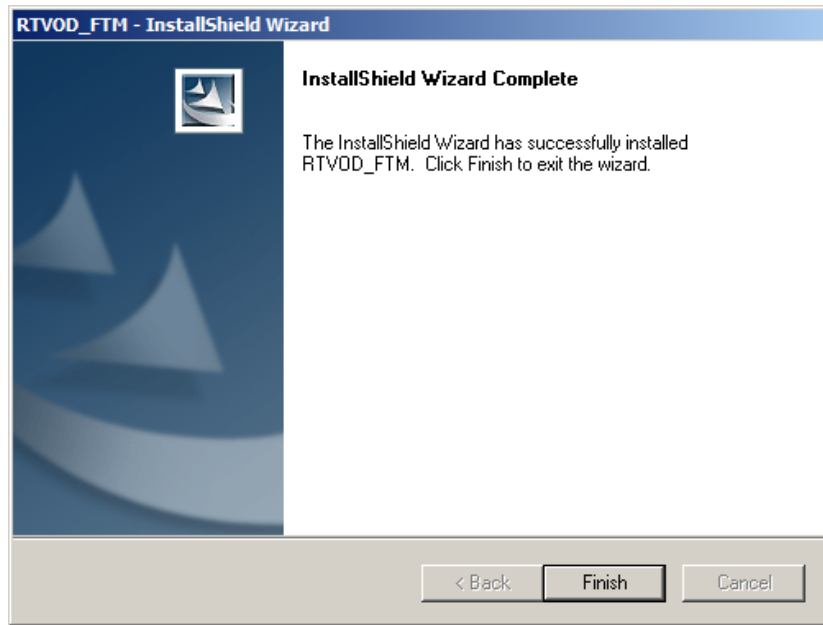 RTVOD_FTM - InstallShield Wizard
InstallShield Wizard Complete
The InstallShield Wizard has successfully installed
RTVOD_FTM. Click Finish to exit the wizard.
< Back
Finish
Cancel